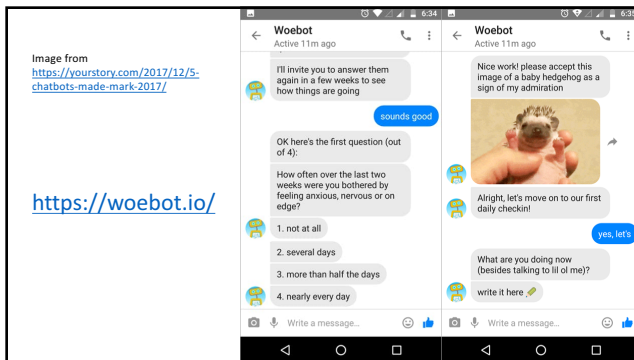 Image from
https://yourstory.com/2017/12/5-
chatbots-made-mark-2017/
https://woebot.io/
6:34
Woebot
Active 11m ago
I'll invite you to answer them
again in a few weeks to see
how things are going
sounds good
OK here's the first question (out
of 4):
How often over the last two
weeks were you bothered by
feeling anxious, nervous or on
edge?
1. not at all
2. several days
3. more than half the days
4. nearly every day
Write a message...
6:35
Woebot
Active 11m ago
Nice work! please accept this
image of a baby hedgehog as a
sign of my admiration
Alright, let's move on to our first
daily checkin!
yes, let's
What are you doing now
(besides talking to lil ol me)?
write it here
Write a message...